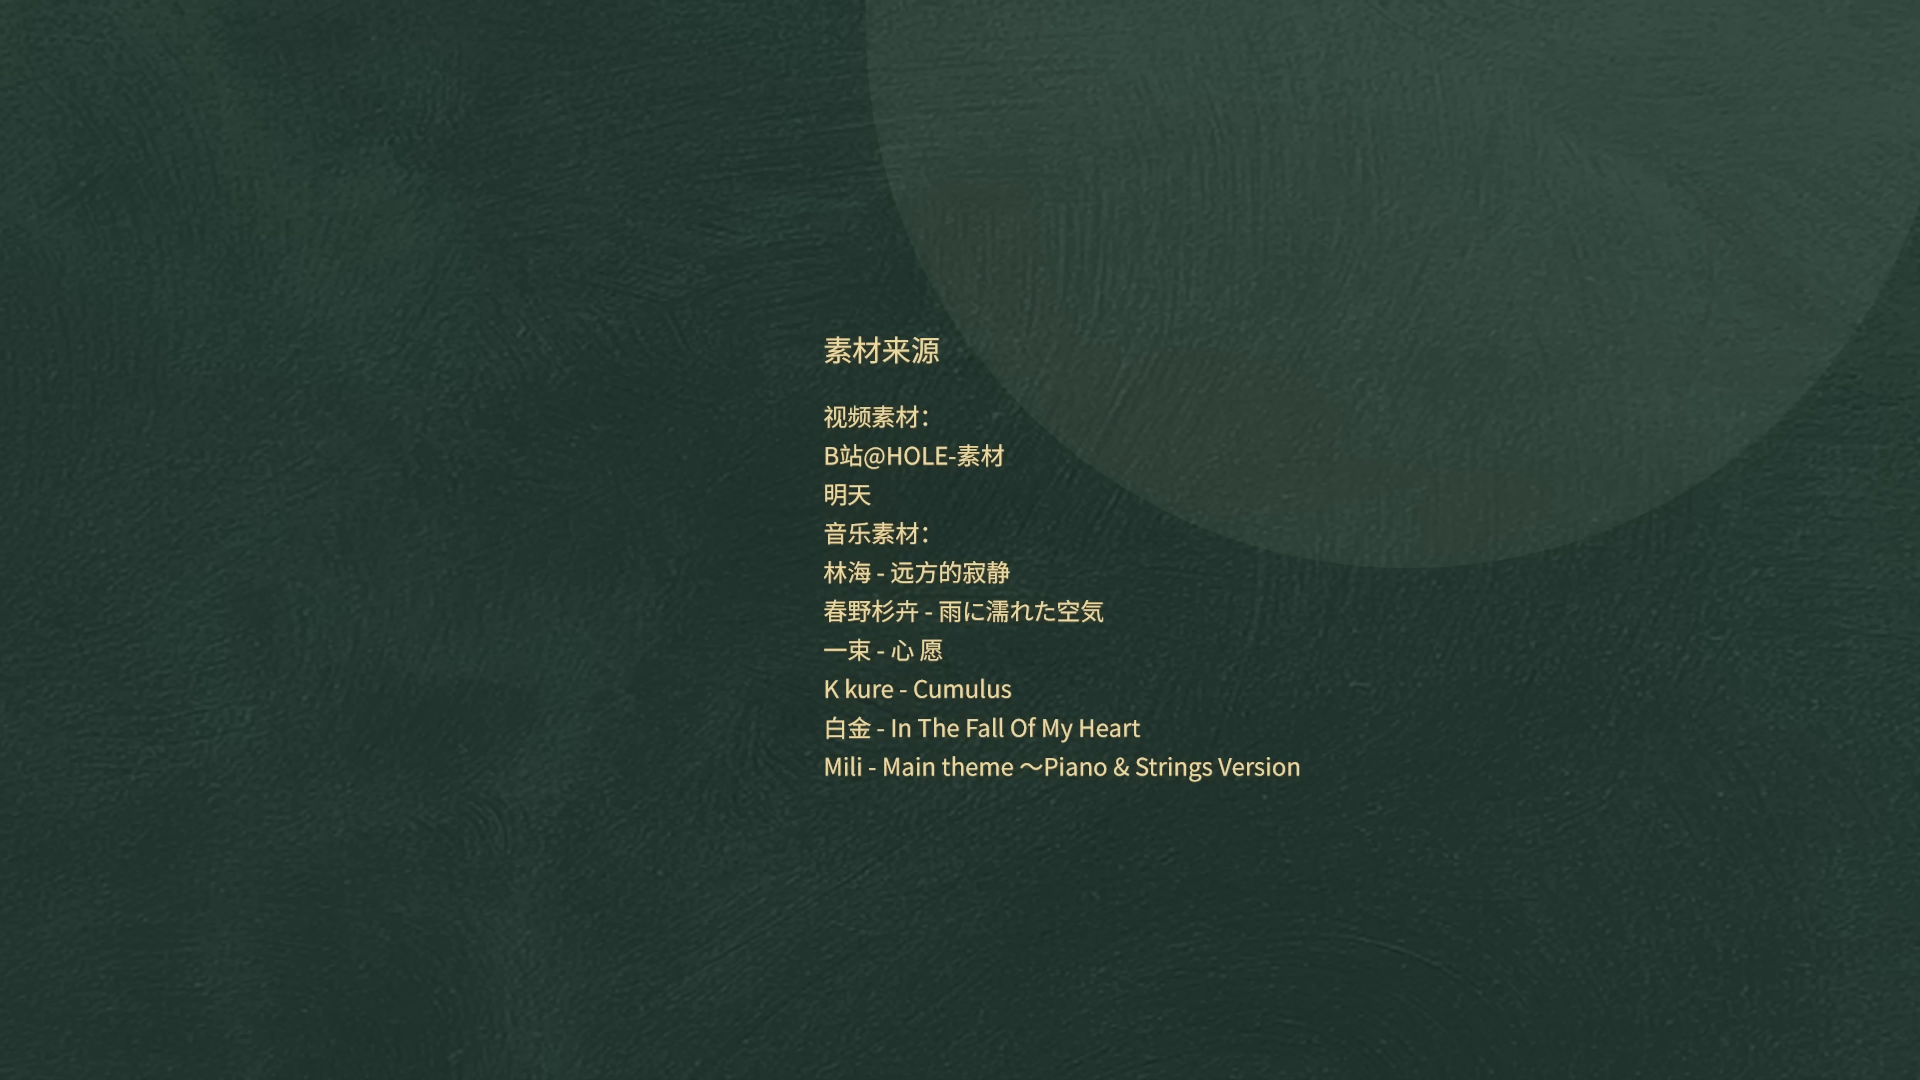 素材来源
视频素材：
B站@HOLE-素材
明天
音乐素材：
林海 - 远方的寂静
春野杉卉 - 雨に濡れた空気
一束 - 心 愿
K kure - Cumulus
白金 - In The Fall Of My Heart
Mili - Main theme ～Piano & Strings Version